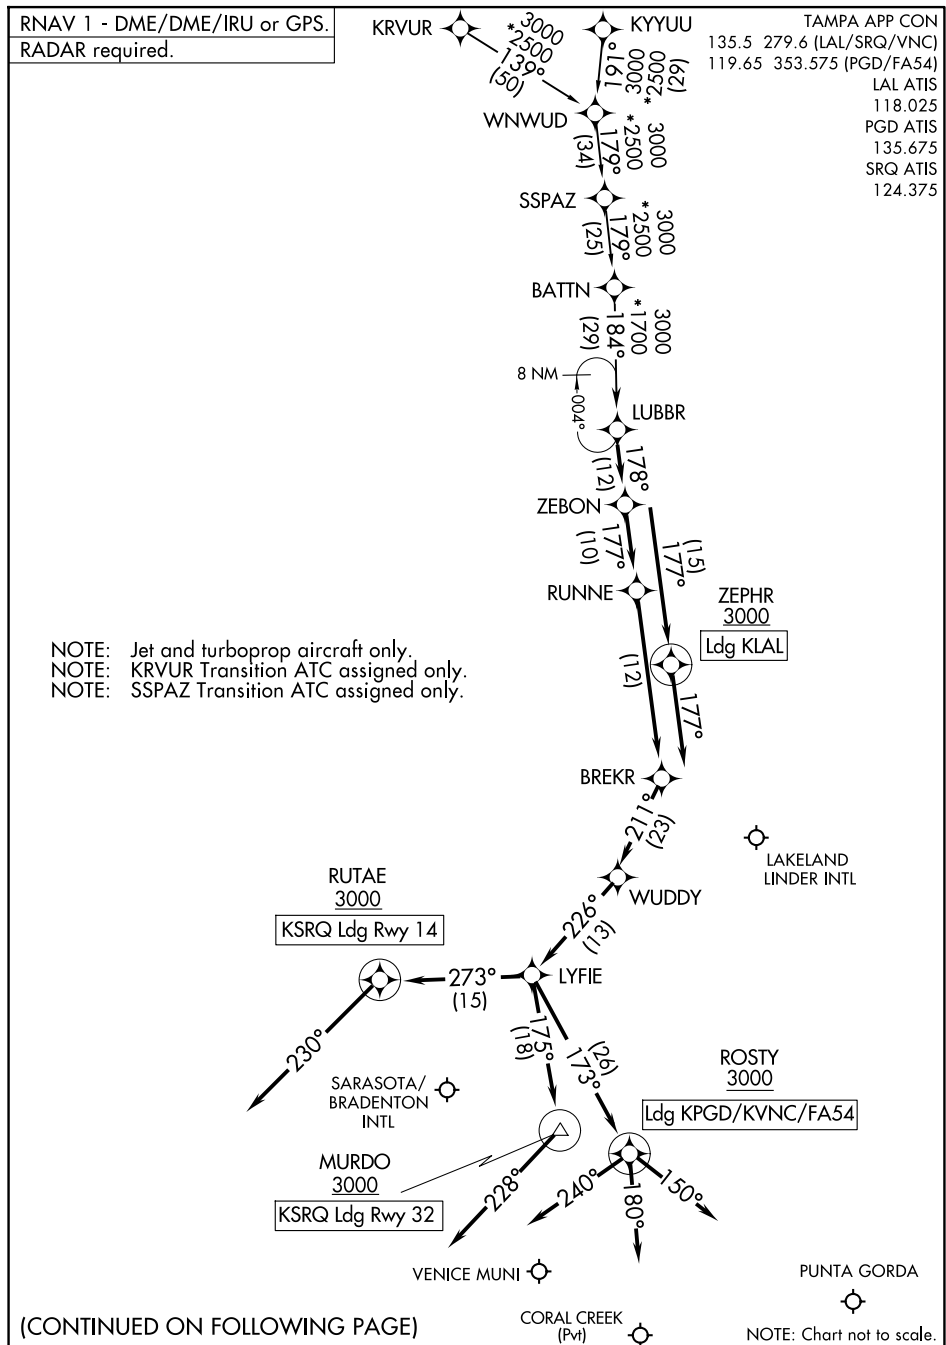 RNAV 1 - DME/DME/IRU or GPS.
RADAR required.
KRVUR
3000
*2500
139°
(50)
KYYUU
191°
3000
*2500
(29)
TAMPA APP CON
135.5 279.6 (LAL/SRQ/VNC)
119.65 353.575 (PGD/FA54)
LAL ATIS
118.025
PGD ATIS
135.675
SRQ ATIS
124.375
WNWUD
3000
*2500
179°
(34)
SSPAZ
3000
*2500
179°
(25)
BATTN
3000
*1700
184°
(29)
8 NM
004°
LUBBR
178°
(12)
ZEBON
177°
(10)
(15)
177°
RUNNE
ZEPHR
3000
Ldg KLAL
NOTE: Jet and turboprop aircraft only.
NOTE: KRVUR Transition ATC assigned only.
NOTE: SSPAZ Transition ATC assigned only.
(12)
177°
BREKR
211°
(23)
LAKELAND
LINDER INTL
WUDDY
RUTAE
3000
KSRQ Ldg Rwy 14
226°
(13)
LYFIE
273°
(15)
175°
(18)
(26)
173°
230°
ROSTY
3000
Ldg KPGD/KVNC/FA54
SARASOTA/
BRADENTON
INTL
MURDO
3000
KSRQ Ldg Rwy 32
228°
240°
180°
150°
VENICE MUNI
PUNTA GORDA
CORAL CREEK
(Pvt)
(CONTINUED ON FOLLOWING PAGE)
NOTE: Chart not to scale.